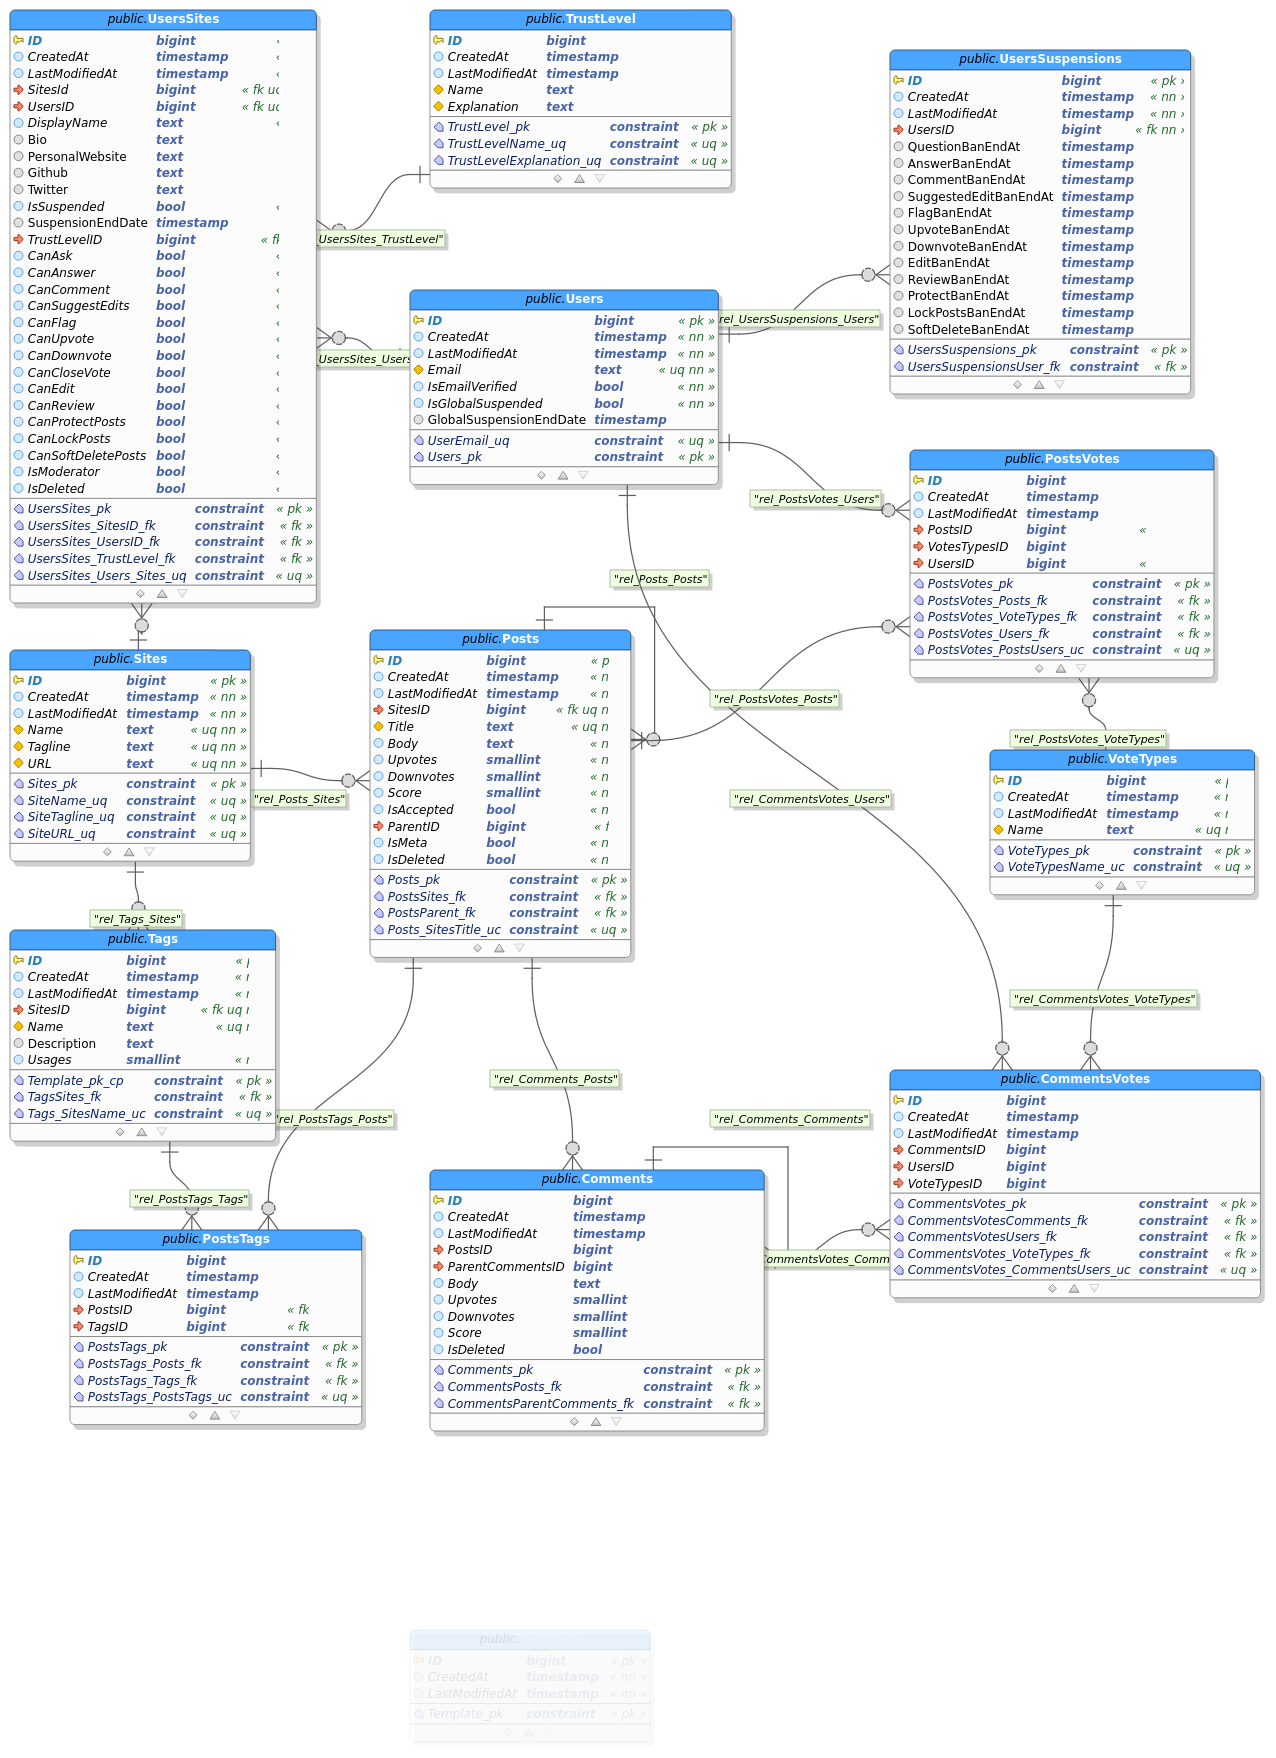 public.UsersSites
ID bigint «
CreatedAt timestamp «
LastModifiedAt timestamp «
SitesId bigint « fk uq
UsersID bigint « fk uq
DisplayName text «
Bio text
PersonalWebsite text
Github text
Twitter text
IsSuspended bool «
SuspensionEndDate timestamp
TrustLevelID bigint « fk
CanAsk bool «
CanAnswer bool «
CanComment bool «
CanSuggestEdits bool «
CanFlag bool «
CanUpvote bool «
CanDownvote bool «
CanCloseVote bool «
CanEdit bool «
CanReview bool «
CanProtectPosts bool «
CanLockPosts bool «
CanSoftDeletePosts bool «
IsModerator bool «
IsDeleted bool «
UsersSites_pk constraint « pk »
UsersSites_SitesID_fk constraint « fk »
UsersSites_UsersID_fk constraint « fk »
UsersSites_TrustLevel_fk constraint « fk »
UsersSites_Users_Sites_uq constraint « uq »
public.TrustLevel
ID bigint
CreatedAt timestamp
LastModifiedAt timestamp
Name text
Explanation text
TrustLevel_pk constraint « pk »
TrustLevelName_uq constraint « uq »
TrustLevelExplanation_uq constraint « uq »
_UsersSites_TrustLevel"
public.UsersSuspensions
ID bigint « pk »
CreatedAt timestamp « nn »
LastModifiedAt timestamp « nn »
UsersID bigint « fk nn »
QuestionBanEndAt timestamp
AnswerBanEndAt timestamp
CommentBanEndAt timestamp
SuggestedEditBanEndAt timestamp
FlagBanEndAt timestamp
UpvoteBanEndAt timestamp
DownvoteBanEndAt timestamp
EditBanEndAt timestamp
ReviewBanEndAt timestamp
ProtectBanEndAt timestamp
LockPostsBanEndAt timestamp
SoftDeleteBanEndAt timestamp
UsersSuspensions_pk constraint « pk »
UsersSuspensionsUser_fk constraint « fk »
_UsersSites_Users
public.Users
ID bigint « pk »
CreatedAt timestamp « nn »
LastModifiedAt timestamp « nn »
Email text « uq nn »
IsEmailVerified bool « nn »
IsGlobalSuspended bool « nn »
GlobalSuspensionEndDate timestamp
UserEmail_uq constraint « uq »
Users_pk constraint « pk »
rel_UsersSuspensions_Users"
"rel_PostsVotes_Users"
public.PostsVotes
ID bigint
CreatedAt timestamp
LastModifiedAt timestamp
PostsID bigint «
VotesTypesID bigint
UsersID bigint «
PostsVotes_pk constraint « pk »
PostsVotes_Posts_fk constraint « fk »
PostsVotes_VoteTypes_fk constraint « fk »
PostsVotes_Users_fk constraint « fk »
PostsVotes_PostsUsers_uc constraint « uq »
"rel_Posts_Posts"
public.Sites
ID bigint « pk »
CreatedAt timestamp « nn »
LastModifiedAt timestamp « nn »
Name text « uq nn »
Tagline text « uq nn »
URL text « uq nn »
Sites_pk constraint « pk »
SiteName_uq constraint « uq »
SiteTagline_uq constraint « uq »
SiteURL_uq constraint « uq »
"rel_Posts_Sites"
public.Posts
ID bigint « p
CreatedAt timestamp « n
LastModifiedAt timestamp « n
SitesID bigint « fk uq n
Title text « uq n
Body text « n
Upvotes smallint « n
Downvotes smallint « n
Score smallint « n
IsAccepted bool « n
ParentID bigint « f
IsMeta bool « n
IsDeleted bool « n
Posts_pk constraint « pk »
PostsSites_fk constraint « fk »
PostsParent_fk constraint « fk »
Posts_SitesTitle_uc constraint « uq »
"rel_PostsVotes_Posts"
"rel_PostsVotes_VoteTypes"
"rel_CommentsVotes_Users"
public.VoteTypes
ID bigint « p
CreatedAt timestamp « n
LastModifiedAt timestamp « n
Name text « uq n
VoteTypes_pk constraint « pk »
VoteTypesName_uc constraint « uq »
"rel_Tags_Sites"
public.Tags
ID bigint « p
CreatedAt timestamp « n
LastModifiedAt timestamp « n
SitesID bigint « fk uq n
Name text « uq n
Description text
Usages smallint « n
Template_pk_cp constraint « pk »
TagsSites_fk constraint « fk »
Tags_SitesName_uc constraint « uq »
rel_PostsTags_Posts"
"rel_Comments_Posts"
"rel_Comments_Comments"
"rel_CommentsVotes_VoteTypes"
"rel_PostsTags_Tags"
public.PostsTags
ID bigint
CreatedAt timestamp
LastModifiedAt timestamp
PostsID bigint « fk
TagsID bigint « fk
PostsTags_pk constraint « pk »
PostsTags_Posts_fk constraint « fk »
PostsTags_Tags_fk constraint « fk »
PostsTags_PostsTags_uc constraint « uq »
public.Comments
ID bigint
CreatedAt timestamp
LastModifiedAt timestamp
PostsID bigint
ParentCommentsID bigint
Body text
Upvotes smallint
Downvotes smallint
Score smallint
IsDeleted bool
Comments_pk constraint « pk »
CommentsPosts_fk constraint « fk »
CommentsParentComments_fk constraint « fk »
CommentsVotes_Comm
public.CommentsVotes
ID bigint
CreatedAt timestamp
LastModifiedAt timestamp
CommentsID bigint
UsersID bigint
VoteTypesID bigint
CommentsVotes_pk constraint « pk »
CommentsVotesComments_fk constraint « fk »
CommentsVotesUsers_fk constraint « fk »
CommentsVotes_VoteTypes_fk constraint « fk »
CommentsVotes_CommentsUsers_uc constraint « uq »
public.
ID bigint « pk »
CreatedAt timestamp « nn »
LastModifiedAt timestamp « nn »
Template_pk constraint « pk »